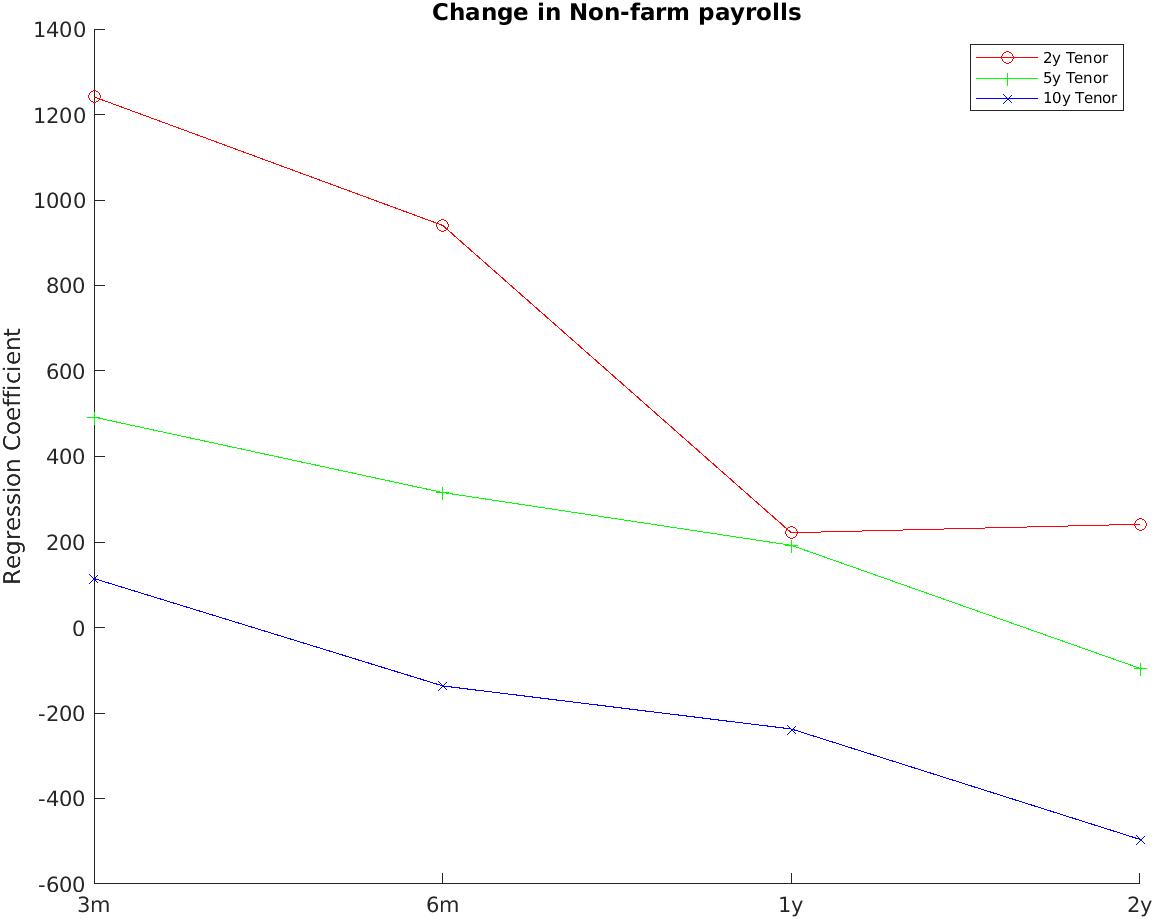 Change in Non-farm payrolls
1400
1200
1000
800
600
400
200
0
-200
-400
-600
Regression Coefficient
2y Tenor
5y Tenor
10y Tenor
3m
6m
1y
2y